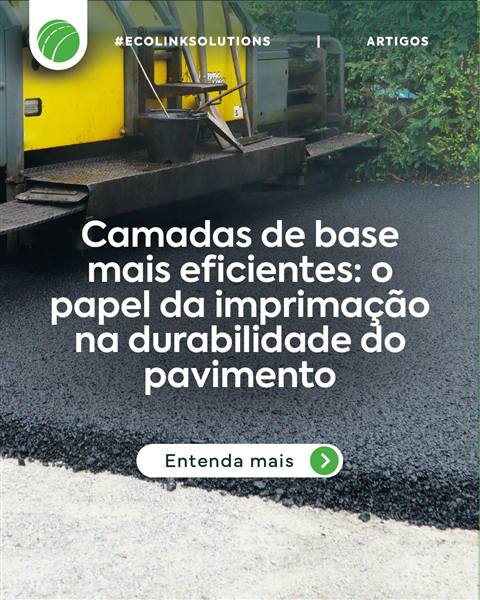 #ECOLINKSOLUTIONS | ARTIGOS
Camadas de base
mais eficientes: o
papel da imprimação
na durabilidade do
pavimento
Entenda mais